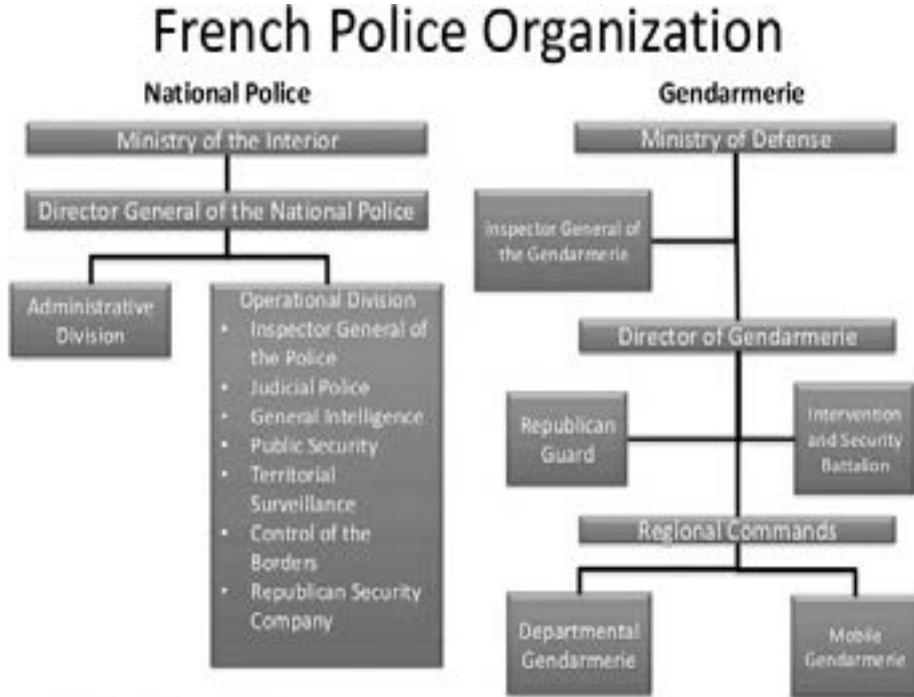 French Police Organization
National Police
Ministry of the Interior
Director General of the National Police
Administrative
Division
Operational Division
• Inspector General of
the Police
• Judicial Police
• General Intelligence
• Public Security
• Territorial
Surveillance
• Control of the
Borders
• Republican Security
Company
Gendarmerie
Ministry of Defense
Inspector General of
the Gendarmerie
Director of Gendarmerie
Republican
Guard
Intervention
and Security
Battalion
Regional Commands
Departmental
Gendarmerie
Mobile
Gendarmerie